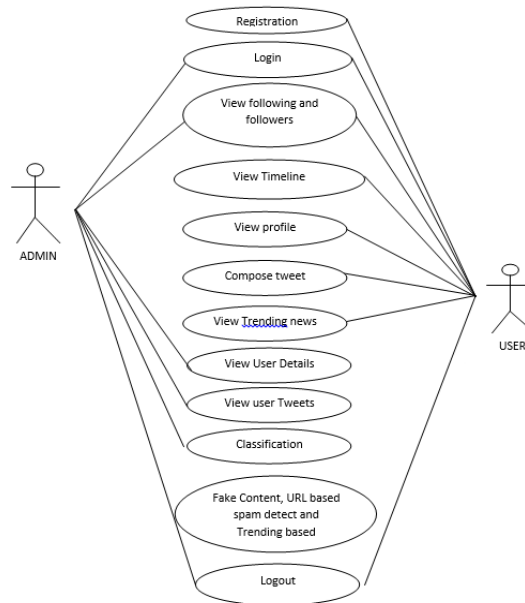 Registration
Login
View following and
followers
View Timeline
View profile
ADMIN
Compose tweet
View Trending news
USER
View User Details
View user Tweets
Classification
Fake Content, URL based
spam detect and
Trending based
Logout